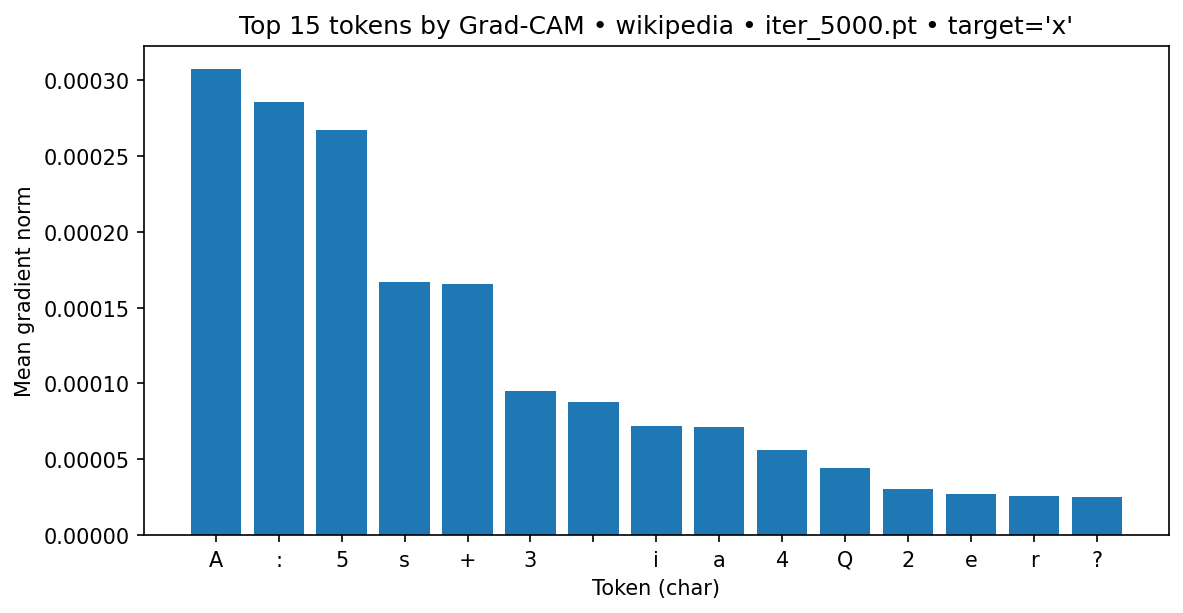 Top 15 tokens by Grad-CAM • wikipedia • iter_5000.pt • target='x'
Mean gradient norm
0.00030
0.00025
0.00020
0.00015
0.00010
0.00005
0.00000
A : 5 s + 3 i a 4 Q 2 e r ?
Token (char)